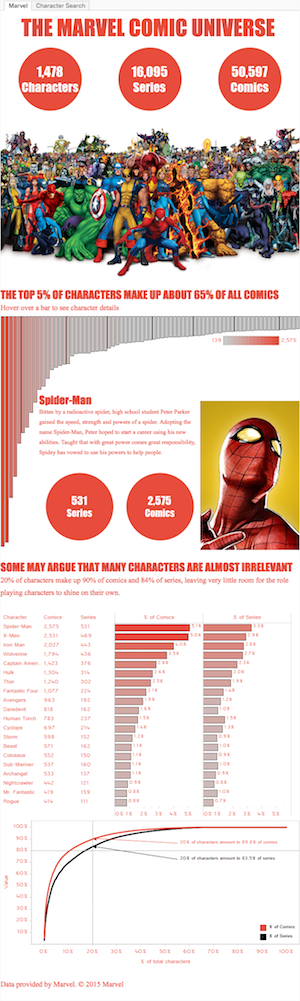 Marvel Character Search
THE MARVEL COMIC UNIVERSE
1,478 16,095 50,597
Characters Series Comics
THE TOP 5% OF CHARACTERS MAKE UP ABOUT 65% OF ALL COMICS
Hover over a bar to see character details
139 2,575
Spider-Man
Bitten by a radioactive spider, high school student Peter Parker
gained the speed, strength and powers of a spider. Adopting the
name Spider-Man, Peter hoped to start a career using his new
abilities. Taught that with great power comes great responsibility,
Spidey has vowed to use his powers to help people.
531 2,575
Series Comics
SOME MAY ARGUE THAT MANY CHARACTERS ARE ALMOST IRRELEVANT
20% of characters make up 90% of comics and 84% of series, leaving very little room for the role
playing characters to shine on their own.
Character Comics Series % of Comics % of Series
Spider-Man 2,575 531 5.1% 3.3%
X-Men 2,531 469 5.0% 2.9%
Iron Man 2,027 443 4.0% 2.8%
Wolverine 1,794 436 3.5% 2.7%
Captain Ameri.. 1,423 376 2.8% 2.3%
Hulk 1,304 314 2.6% 2.0%
Thor 1,240 302 1.9%
Fantastic Four 1,077 224 2.1% 1.4%
Avengers 963 192 1.9% 1.2%
Daredevil 818 162 1.6% 1.0%
Human Torch 783 237 1.5% 1.5%
Cyclops 697 214 1.4% 1.3%
Storm 598 152 1.2% 0.9%
Beast 571 162 1.1% 1.0%
Colossus 552 150 1.1% 0.9%
Sub-Mariner 537 160 1.1% 1.0%
Archangel 533 137 1.1% 0.9%
Nightcrawler 442 121 0.9% 0.8%
Mr. Fantastic 419 159 0.8% 1.0%
Rogue 414 111 0.8% 0.7%
0% 1% 2% 3% 4% 5% 0% 1% 2% 3% 4% 5%
100%
90%
80%
70%
60%
50%
40%
30%
20%
10%
Value
20% of characters amount to 89.8% of comics
20% of characters amount to 83.5% of series
% of Comics
% of Series
0% 10% 20% 30% 40% 50% 60% 70% 80% 90% 100%
% of total characters
Data provided by Marvel. © 2015 Marvel